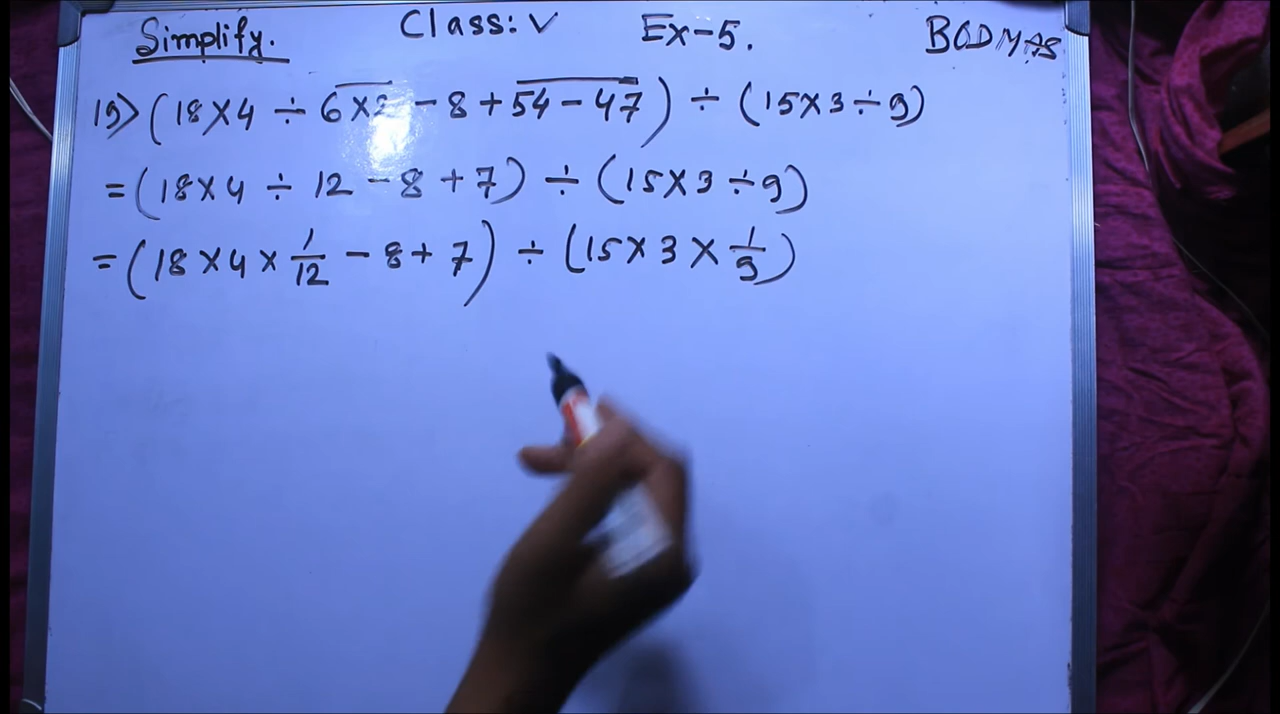 Simplify. Class: V Ex-5. BODMAS
19> (18 × 4 ÷ 6×2 - 8 + 54 - 47) ÷ (15 × 3 ÷ 9)
= (18 × 4 ÷ 12 - 8 + 7) ÷ (15 × 3 ÷ 9)
= (18 × 4 × 1/12 - 8 + 7) ÷ (15 × 3 × 1/9)